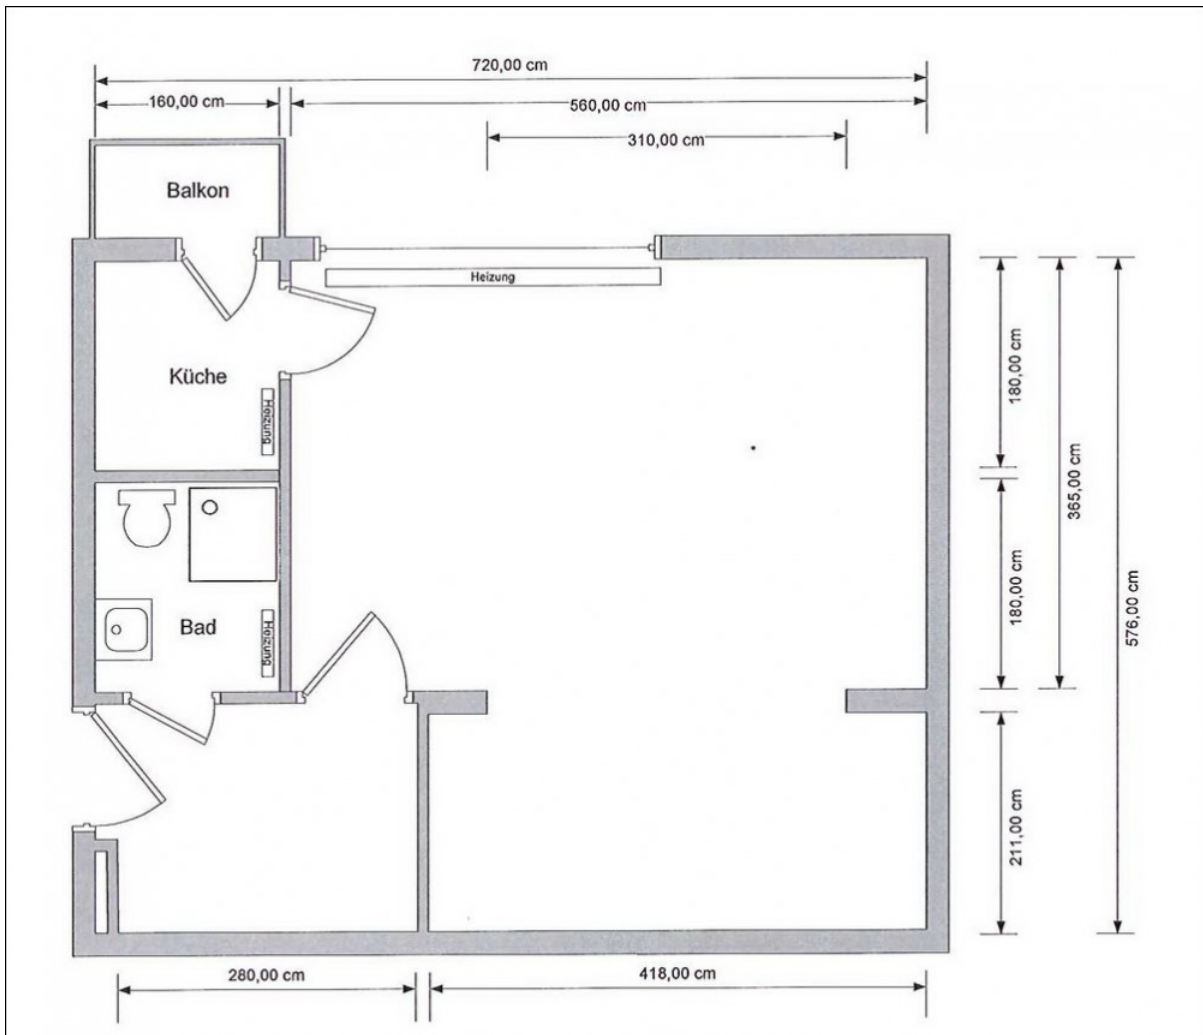 720,00 cm
160,00 cm
560,00 cm
310,00 cm
Balkon
Heizung
Küche
Heizung
180,00 cm
365,00 cm
180,00 cm
576,00 cm
Bad
Heizung
211,00 cm
280,00 cm
418,00 cm